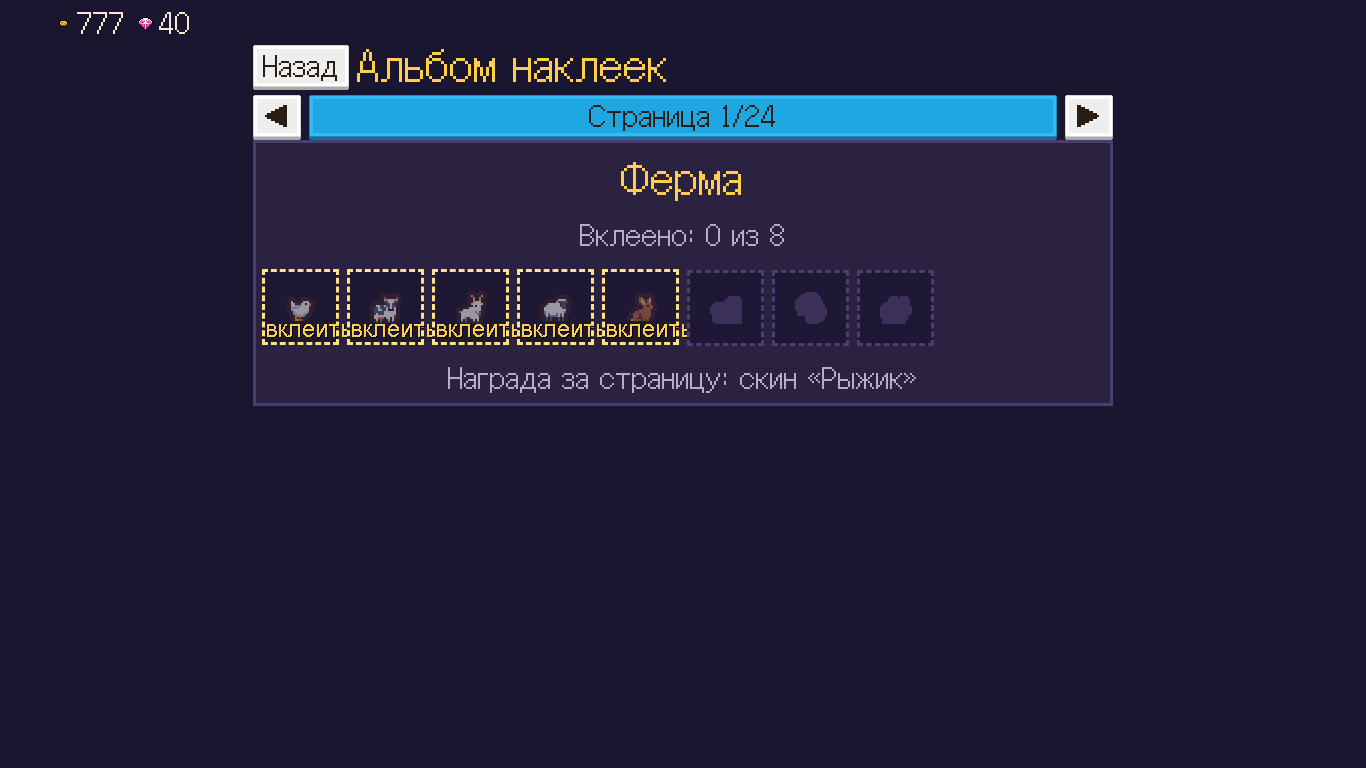 777 40
Назад Альбом наклеек
◀ Страница 1/24 ▶
Ферма
Вклеено: 0 из 8
вклеить вклеить вклеить вклеить вклеить
Награда за страницу: скин «Рыжик»